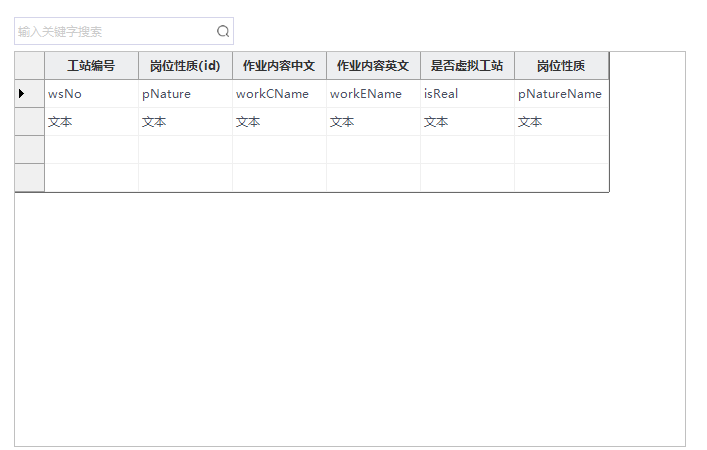 输入关键字搜索
工站编号 岗位性质(id) 作业内容中文 作业内容英文 是否虚拟工站 岗位性质
wsNo pNature workCName workEName isReal pNatureName
文本 文本 文本 文本 文本 文本